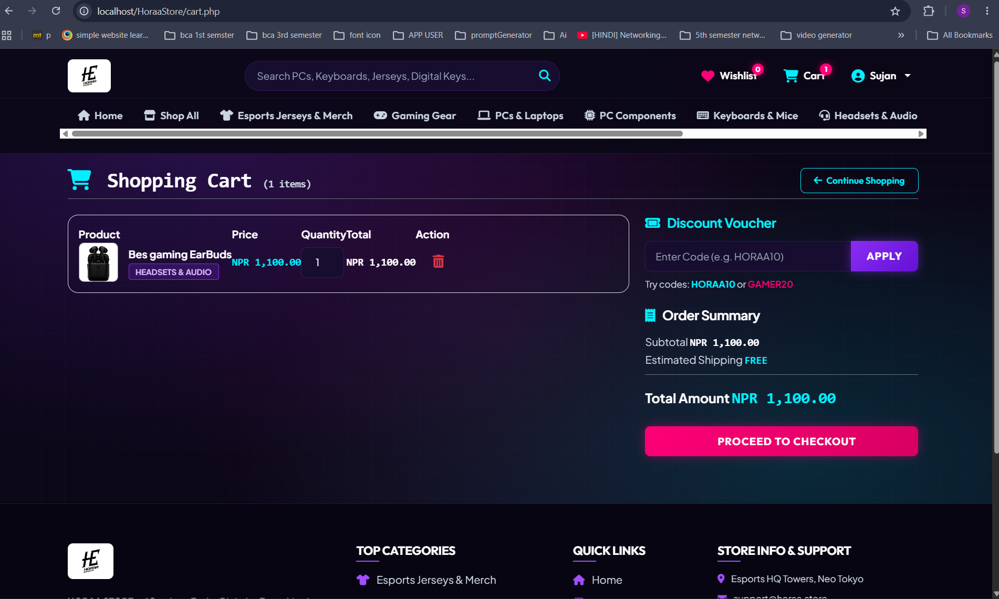 localhost/HoraaStore/cart.php
S
mt p
simple website lear...
bca 1st semster
bca 3rd semester
font icon
APP USER
promptGenerator
Ai
[HINDI] Networking...
5th semester netw...
video generator
»
All Bookmarks
HE
HORAA
Search PCs, Keyboards, Jerseys, Digital Keys...
Wishlist 0
Cart 1
Sujan
Home
Shop All
Esports Jerseys & Merch
Gaming Gear
PCs & Laptops
PC Components
Keyboards & Mice
Headsets & Audio
Shopping Cart (1 items)
Continue Shopping
Product Price Quantity Total Action
Bes gaming EarBuds
HEADSETS & AUDIO
NPR 1,100.00 1 NPR 1,100.00
Discount Voucher
Enter Code (e.g. HORAA10) APPLY
Try codes: HORAA10 or GAMER20
Order Summary
Subtotal NPR 1,100.00
Estimated Shipping FREE
Total Amount NPR 1,100.00
PROCEED TO CHECKOUT
HE
HORAA
TOP CATEGORIES
Esports Jerseys & Merch
QUICK LINKS
Home
STORE INFO & SUPPORT
Esports HQ Towers, Neo Tokyo